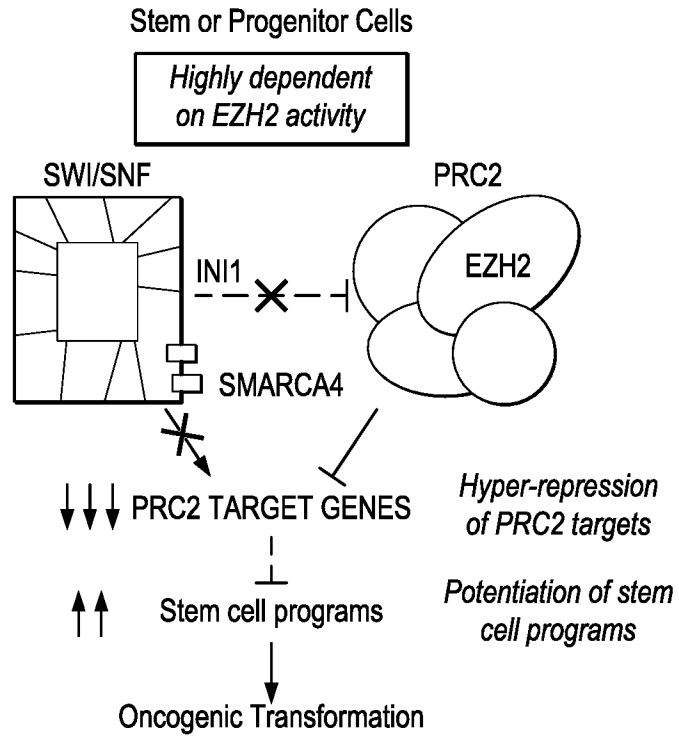 Stem or Progenitor Cells
Highly dependent
on EZH2 activity
SWI/SNF
PRC2
INI1
EZH2
SMARCA4
PRC2 TARGET GENES
Hyper-repression
of PRC2 targets
Stem cell programs
Potentiation of stem
cell programs
Oncogenic Transformation